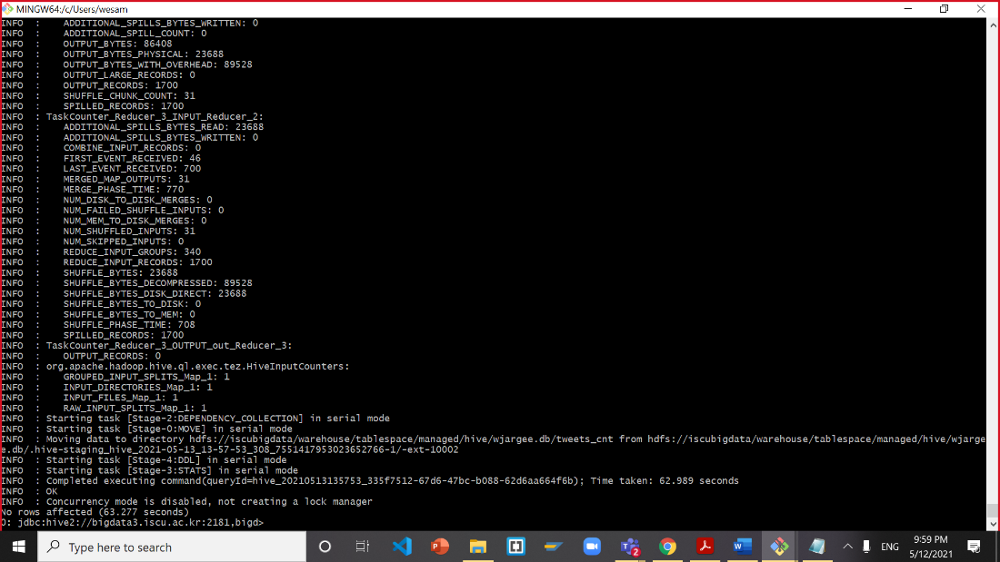 MINGW64:/c/Users/wesam
INFO  :     ADDITIONAL_SPILLS_BYTES_WRITTEN: 0
INFO  :     ADDITIONAL_SPILL_COUNT: 0
INFO  :     OUTPUT_BYTES: 86408
INFO  :     OUTPUT_BYTES_PHYSICAL: 23688
INFO  :     OUTPUT_BYTES_WITH_OVERHEAD: 89528
INFO  :     OUTPUT_LARGE_RECORDS: 0
INFO  :     OUTPUT_RECORDS: 1700
INFO  :     SHUFFLE_CHUNK_COUNT: 31
INFO  :     SPILLED_RECORDS: 1700
INFO  : TaskCounter_Reducer_3_INPUT_Reducer_2:
INFO  :     ADDITIONAL_SPILLS_BYTES_READ: 23688
INFO  :     ADDITIONAL_SPILLS_BYTES_WRITTEN: 0
INFO  :     COMBINE_INPUT_RECORDS: 0
INFO  :     FIRST_EVENT_RECEIVED: 46
INFO  :     LAST_EVENT_RECEIVED: 700
INFO  :     MERGED_MAP_OUTPUTS: 31
INFO  :     MERGE_PHASE_TIME: 770
INFO  :     NUM_DISK_TO_DISK_MERGES: 0
INFO  :     NUM_FAILED_SHUFFLE_INPUTS: 0
INFO  :     NUM_MEM_TO_DISK_MERGES: 0
INFO  :     NUM_SHUFFLED_INPUTS: 31
INFO  :     NUM_SKIPPED_INPUTS: 0
INFO  :     REDUCE_INPUT_GROUPS: 340
INFO  :     REDUCE_INPUT_RECORDS: 1700
INFO  :     SHUFFLE_BYTES: 23688
INFO  :     SHUFFLE_BYTES_DECOMPRESSED: 89528
INFO  :     SHUFFLE_BYTES_DISK_DIRECT: 23688
INFO  :     SHUFFLE_BYTES_TO_DISK: 0
INFO  :     SHUFFLE_BYTES_TO_MEM: 0
INFO  :     SHUFFLE_PHASE_TIME: 708
INFO  :     SPILLED_RECORDS: 1700
INFO  : TaskCounter_Reducer_3_OUTPUT_out_Reducer_3:
INFO  :     OUTPUT_RECORDS: 0
INFO  : org.apache.hadoop.hive.ql.exec.tez.HiveInputCounters:
INFO  :     GROUPED_INPUT_SPLITS_Map_1: 1
INFO  :     INPUT_DIRECTORIES_Map_1: 1
INFO  :     INPUT_FILES_Map_1: 1
INFO  :     RAW_INPUT_SPLITS_Map_1: 1
INFO  : Starting task [Stage-2:DEPENDENCY_COLLECTION] in serial mode
INFO  : Starting task [Stage-0:MOVE] in serial mode
INFO  : Moving data to directory hdfs://iscubigdata/warehouse/tablespace/managed/hive/wjargee.db/tweets_cnt from hdfs://iscubigdata/warehouse/tablespace/managed/hive/wjarge
e.db/.hive-staging_hive_2021-05-13_13-57-53_308_7551417953023652766-1/-ext-10002
INFO  : Starting task [Stage-4:DDL] in serial mode
INFO  : Starting task [Stage-3:STATS] in serial mode
INFO  : Completed executing command(queryId=hive_20210513135753_335f7512-67d6-47bc-b088-62d6aa664f6b); Time taken: 62.989 seconds
INFO  : OK
INFO  : Concurrency mode is disabled, not creating a lock manager
No rows affected (63.277 seconds)
0: jdbc:hive2://bigdata3.iscu.ac.kr:2181,bigd>
Type here to search
2
ENG
9:59 PM
5/12/2021